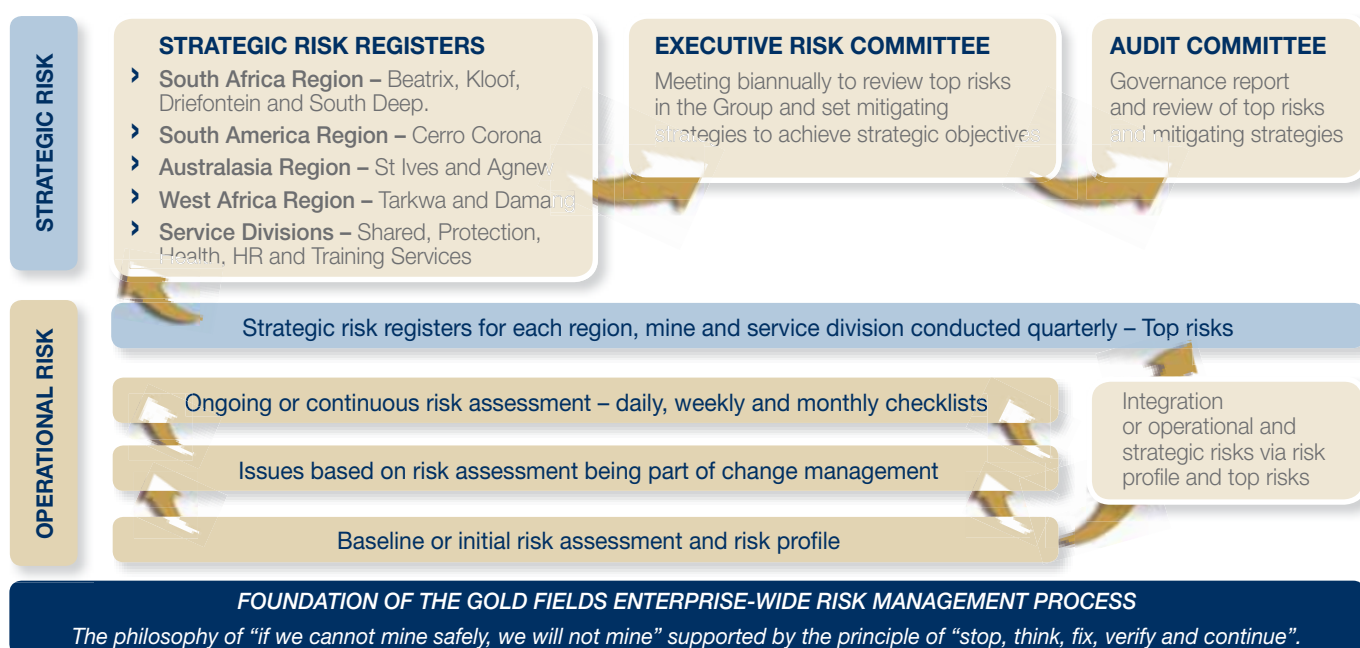 STRATEGIC RISK
STRATEGIC RISK REGISTERS
› South Africa Region – Beatrix, Kloof,
Driefontein and South Deep.
› South America Region – Cerro Corona
› Australasia Region – St Ives and Agnew
› West Africa Region – Tarkwa and Damang
› Service Divisions – Shared, Protection,
Health, HR and Training Services
EXECUTIVE RISK COMMITTEE
Meeting biannually to review top risks
in the Group and set mitigating
strategies to achieve strategic objectives
AUDIT COMMITTEE
Governance report
and review of top risks
and mitigating strategies
OPERATIONAL RISK
Strategic risk registers for each region, mine and service division conducted quarterly – Top risks
Ongoing or continuous risk assessment – daily, weekly and monthly checklists
Issues based on risk assessment being part of change management
Baseline or initial risk assessment and risk profile
Integration
or operational and
strategic risks via risk
profile and top risks
FOUNDATION OF THE GOLD FIELDS ENTERPRISE-WIDE RISK MANAGEMENT PROCESS
The philosophy of “if we cannot mine safely, we will not mine” supported by the principle of “stop, think, fix, verify and continue”.